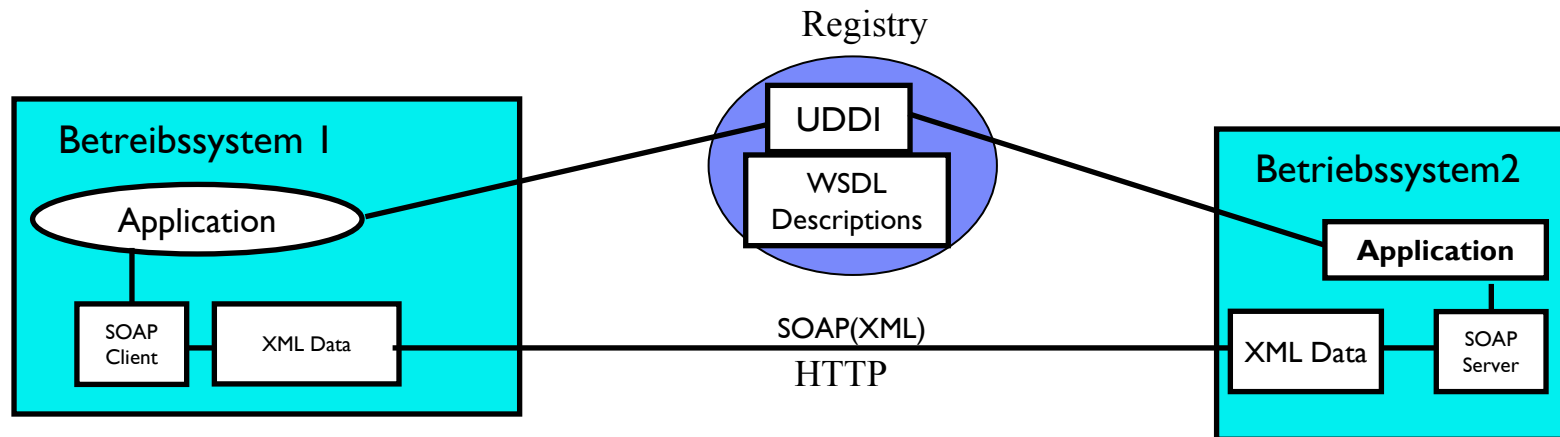 Registry
UDDI
WSDL
Descriptions
Betreibssystem 1
Application
SOAP
Client
XML Data
SOAP(XML)
HTTP
Betriebssystem2
Application
XML Data
SOAP
Server